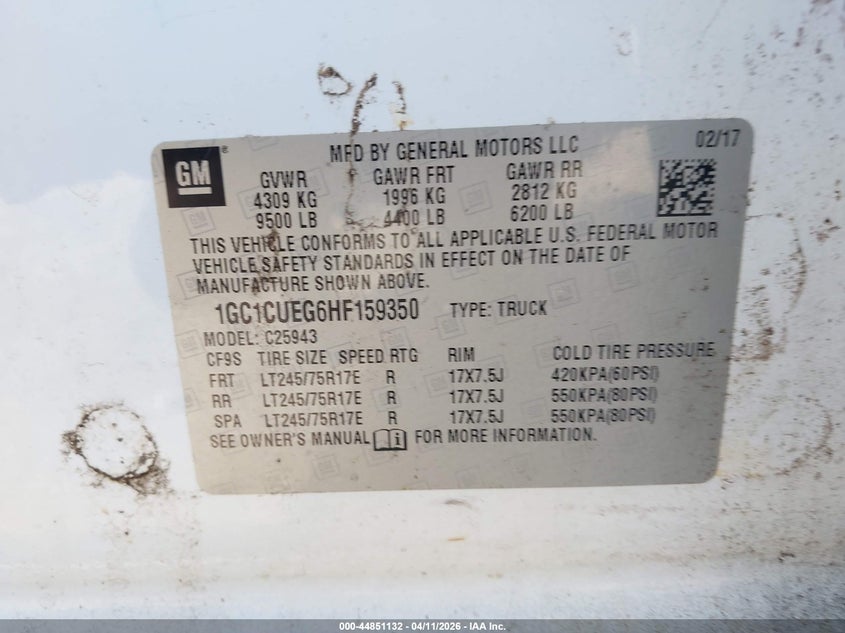 GM
MFD BY GENERAL MOTORS LLC 02/17
GVWR GAWR FRT GAWR RR
4309 KG 1996 KG 2812 KG
9500 LB 4400 LB 6200 LB
THIS VEHICLE CONFORMS TO ALL APPLICABLE U.S. FEDERAL MOTOR
VEHICLE SAFETY STANDARDS IN EFFECT ON THE DATE OF
MANUFACTURE SHOWN ABOVE.
1GC1CUEG6HF159350 TYPE: TRUCK
MODEL: C25943
CF9S TIRE SIZE SPEED RTG RIM COLD TIRE PRESSURE
FRT LT245/75R17E R 17X7.5J 420KPA(60PSI)
RR LT245/75R17E R 17X7.5J 550KPA(80PSI)
SPA LT245/75R17E R 17X7.5J 550KPA(80PSI)
SEE OWNER'S MANUAL i FOR MORE INFORMATION.
000-44851132 - 04/11/2026 - IAA Inc.